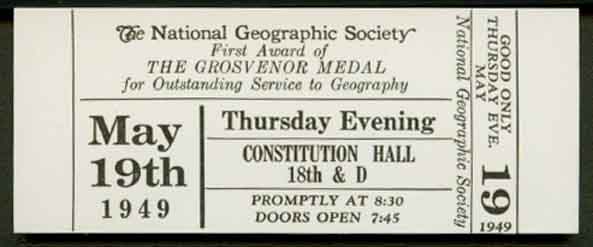 The National Geographic Society
First Award of
THE GROSVENOR MEDAL
for Outstanding Service to Geography
May
19th
1949
Thursday Evening
CONSTITUTION HALL
18th & D
PROMPTLY AT 8:30
DOORS OPEN 7:45
National Geographic Society
GOOD ONLY
THURSDAY EVE.
MAY
19
1949